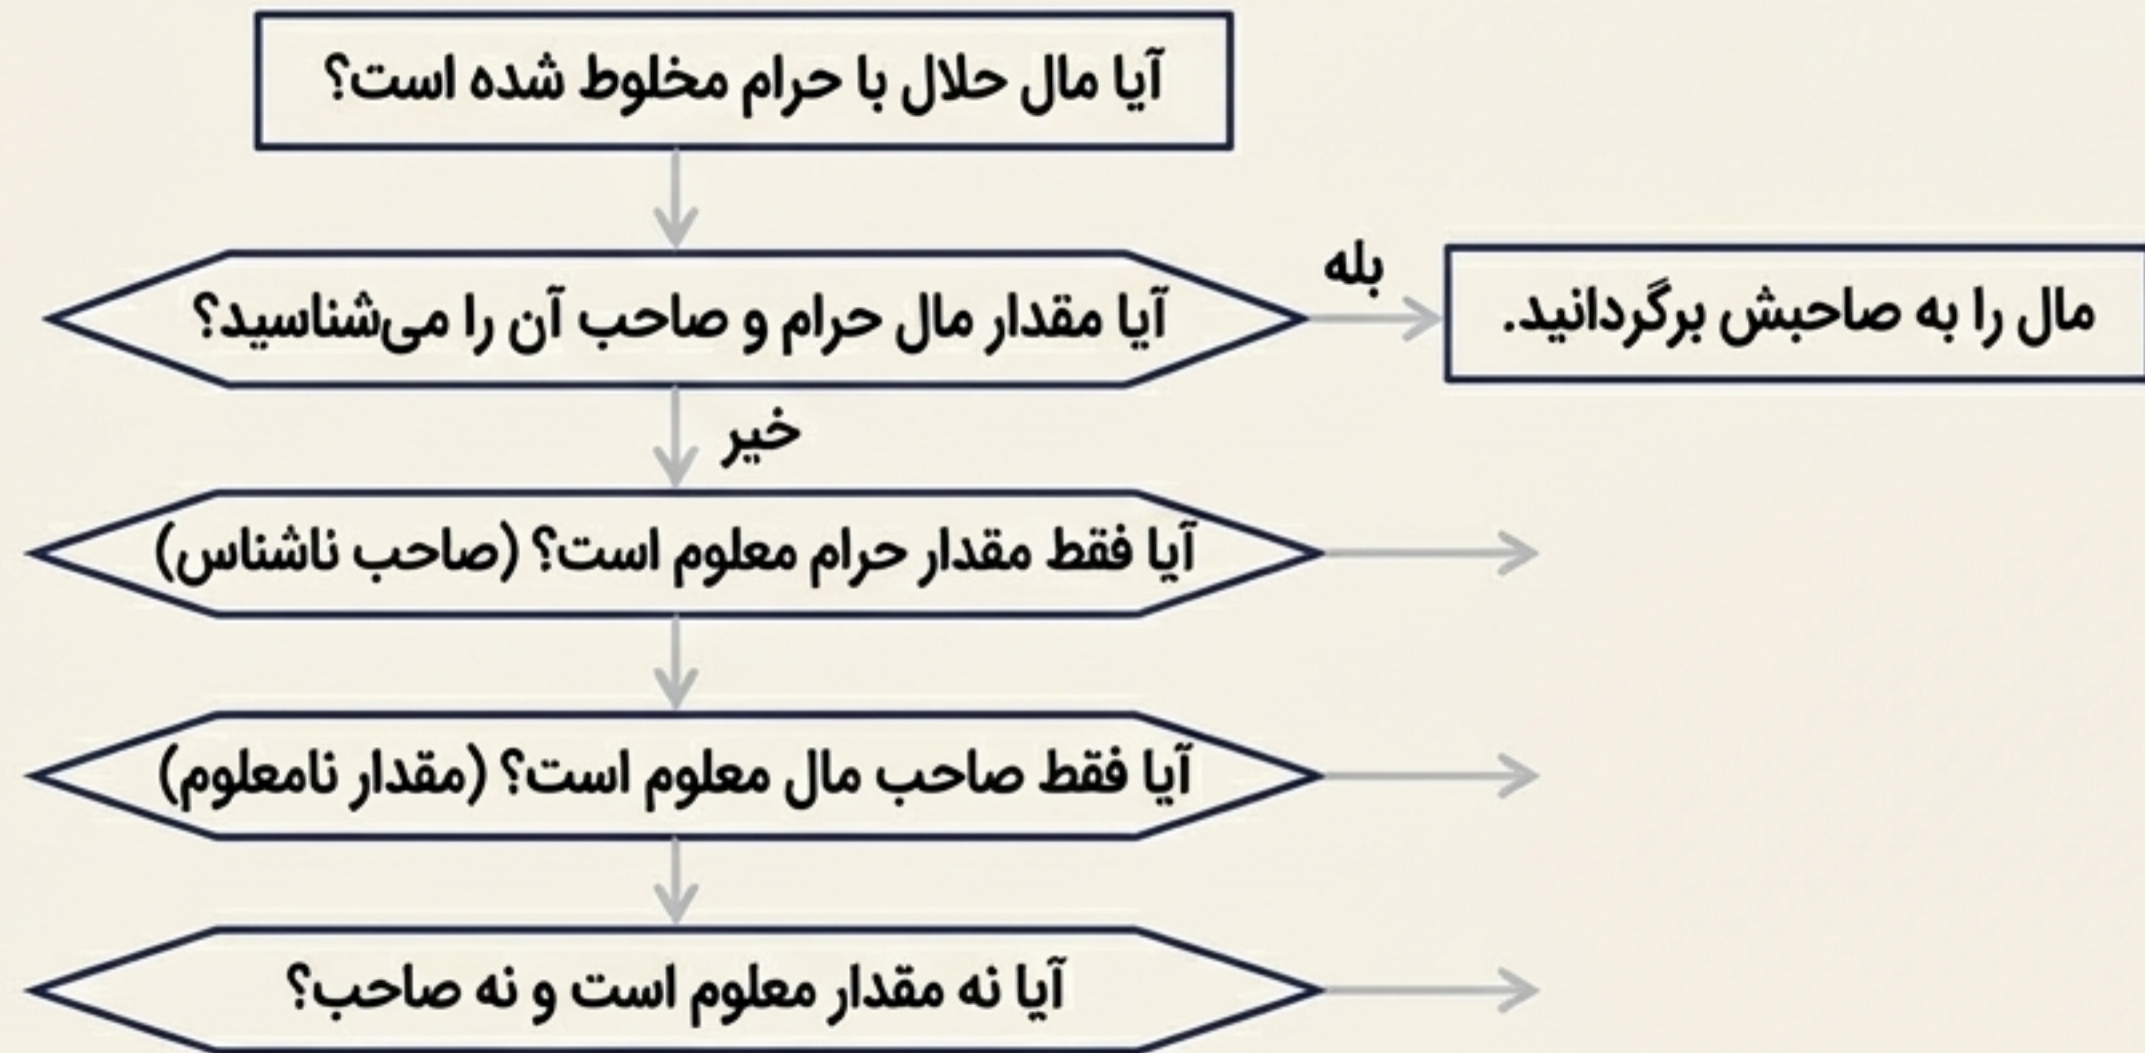 آیا مال حلال با حرام مخلوط شده است؟
آیا مقدار مال حرام و صاحب آن را می‌شناسید؟
بله
مال را به صاحبش برگردانید.
خیر
آیا فقط مقدار حرام معلوم است؟ (صاحب ناشناس)
آیا فقط صاحب مال معلوم است؟ (مقدار نامعلوم)
آیا نه مقدار معلوم است و نه صاحب؟